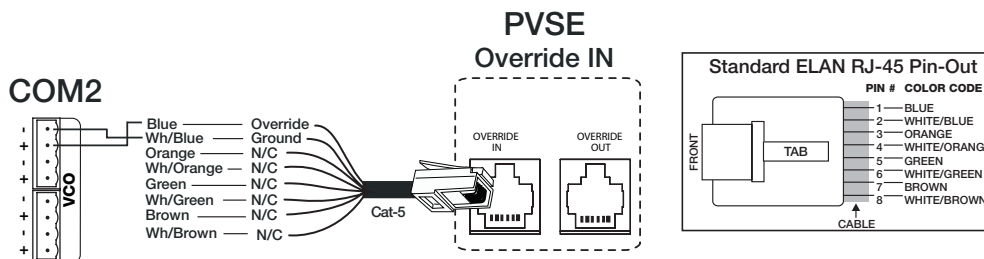 PVSE
Override IN
COM2
-
+
-
+
-
+
-
+
VCO
Blue Override
Wh/Blue Ground
Orange N/C
Wh/Orange N/C
Green N/C
Wh/Green N/C
Brown N/C
Wh/Brown N/C
Cat-5
OVERRIDE
IN
OVERRIDE
OUT
Standard ELAN RJ-45 Pin-Out
PIN # COLOR CODE
FRONT
TAB
1 BLUE
2 WHITE/BLUE
3 ORANGE
4 WHITE/ORANG
5 GREEN
6 WHITE/GREEN
7 BROWN
8 WHITE/BROWN
CABLE